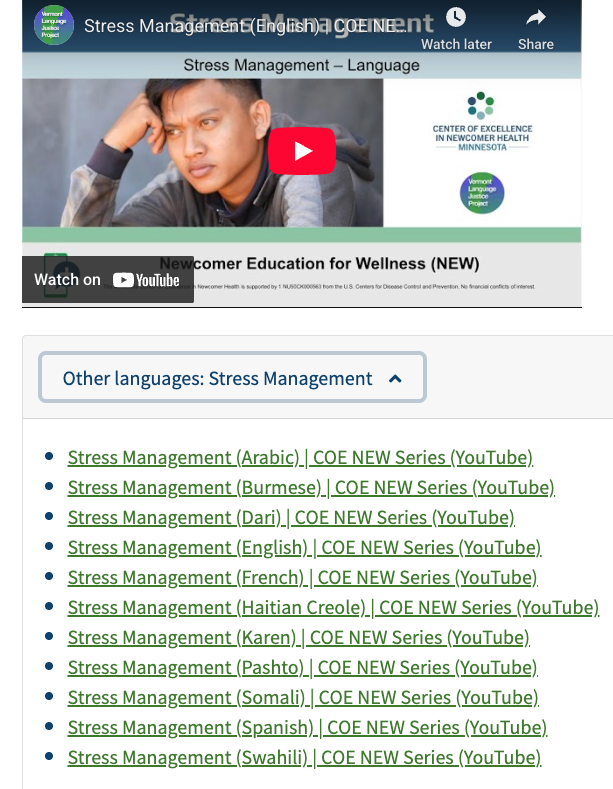 Stress Management
Stress Management (English) | COE NE...
Watch later
Share
Stress Management – Language
CENTER OF EXCELLENCE
IN NEWCOMER HEALTH
MINNESOTA
Vermont
Language
Justice
Project
Vermont
Language
Justice
Project
Newcomer Education for Wellness (NEW)
Watch on YouTube
in Newcomer Health is supported by 1 NU50CK000563 from the U.S. Centers for Disease Control and Prevention. No financial conflicts of interest.
Other languages: Stress Management
Stress Management (Arabic) | COE NEW Series (YouTube)
Stress Management (Burmese) | COE NEW Series (YouTube)
Stress Management (Dari) | COE NEW Series (YouTube)
Stress Management (English) | COE NEW Series (YouTube)
Stress Management (French) | COE NEW Series (YouTube)
Stress Management (Haitian Creole) | COE NEW Series (YouTube)
Stress Management (Karen) | COE NEW Series (YouTube)
Stress Management (Pashto) | COE NEW Series (YouTube)
Stress Management (Somali) | COE NEW Series (YouTube)
Stress Management (Spanish) | COE NEW Series (YouTube)
Stress Management (Swahili) | COE NEW Series (YouTube)